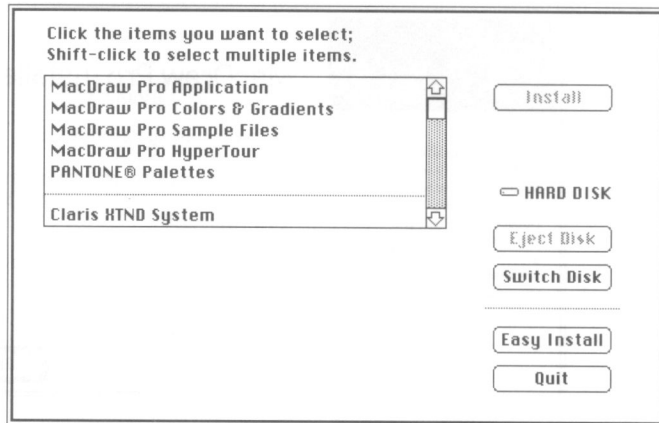 Click the items you want to select;
Shift-click to select multiple items.
MacDraw Pro Application
MacDraw Pro Colors & Gradients
MacDraw Pro Sample Files
MacDraw Pro HyperTour
PANTONE® Palettes
Claris XTND System
Install
HARD DISK
Eject Disk
Switch Disk
Easy Install
Quit